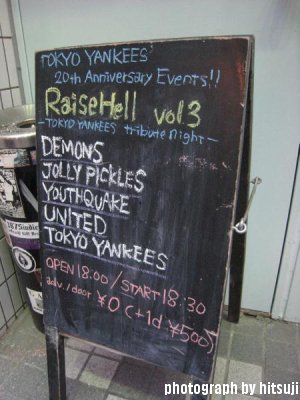 TOKYO YANKEES'
20th Anniversary Events!!
RaiseHell vol3
-TOKYO YANKEES tribute night-
DEMONS
JOLLY PICKLES
YOUTHQUAKE
UNITED
TOKYO YANKEES
OPEN 18:00 / START 18:30
adv./door ¥0 (+1d ¥500)
photograph by hitsuji